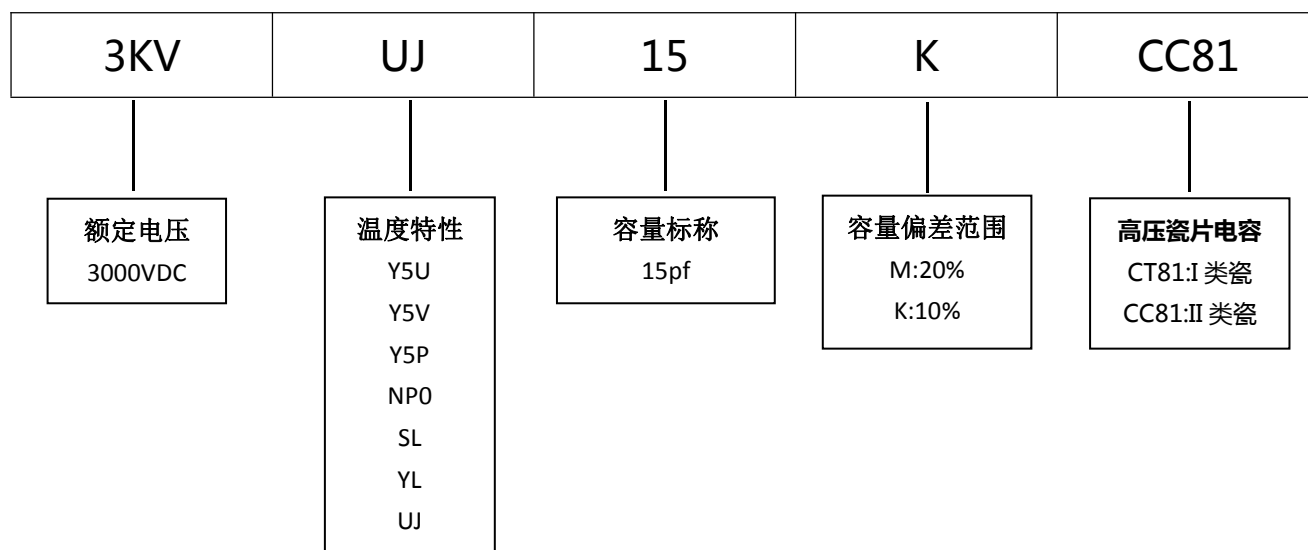 3KV UJ 15 K CC81
额定电压
3000VDC
温度特性
Y5U
Y5V
Y5P
NP0
SL
YL
UJ
容量标称
15pf
容量偏差范围
M:20%
K:10%
高压瓷片电容
CT81:I 类瓷
CC81:II 类瓷